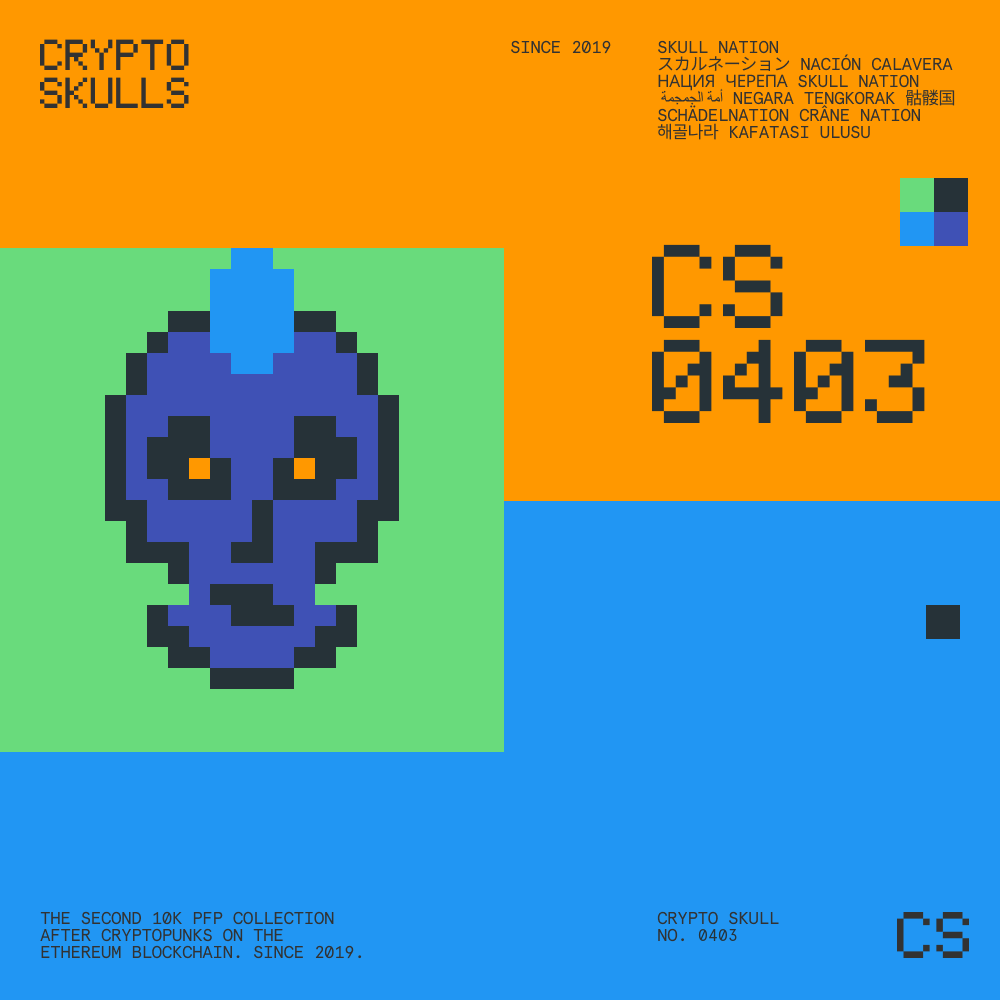 CRYPTO
SKULLS
SINCE 2019
SKULL NATION
スカルネーション NACIÓN CALAVERA
НАЦИЯ ЧЕРЕПА SKULL NATION
أمة الجمجمة NEGARA TENGKORAK 骷髅国
SCHÄDELNATION CRÂNE NATION
해골나라 KAFATASI ULUSU
CS
0403
THE SECOND 10K PFP COLLECTION
AFTER CRYPTOPUNKS ON THE
ETHEREUM BLOCKCHAIN. SINCE 2019.
CRYPTO SKULL
NO. 0403
CS